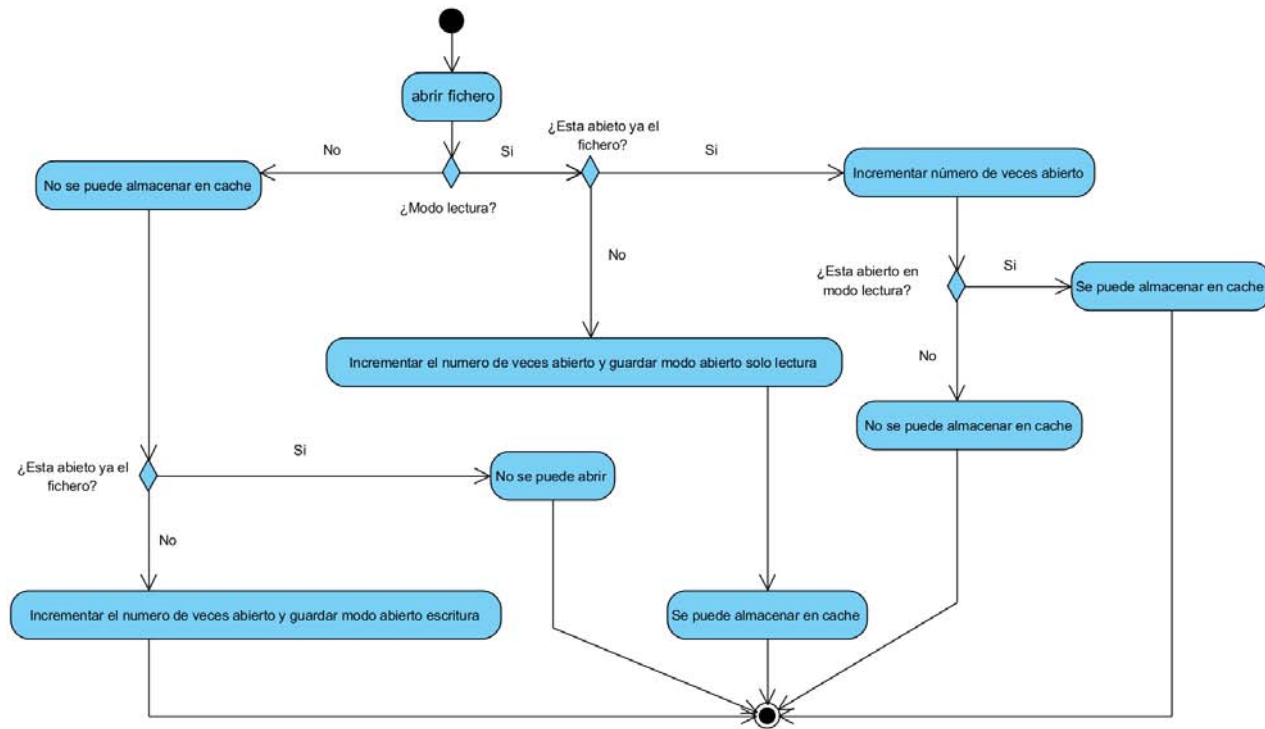 abrir fichero
¿Esta abieto ya el
fichero?
No
Si
Si
No se puede almacenar en cache
Incrementar número de veces abierto
¿Modo lectura?
No
¿Esta abierto en
modo lectura?
Si
Se puede almacenar en cache
Incrementar el numero de veces abierto y guardar modo abierto solo lectura
No
No se puede almacenar en cache
¿Esta abieto ya el
fichero?
Si
No se puede abrir
No
Incrementar el numero de veces abierto y guardar modo abierto escritura
Se puede almacenar en cache